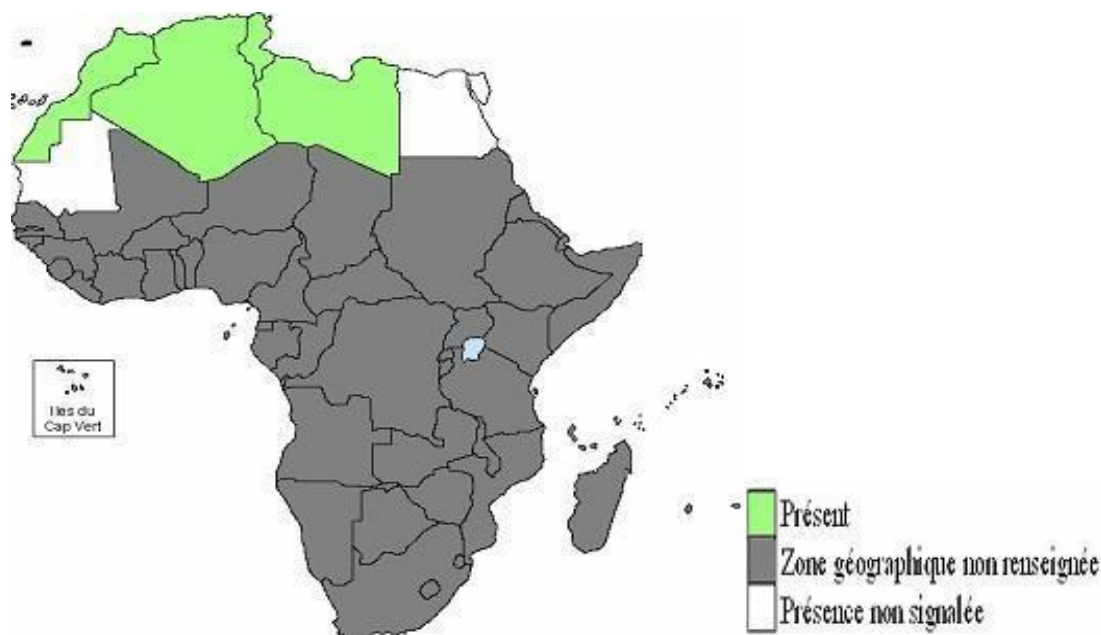 Iles du
Cap Vert
Présent
Zone géographique non renseignée
Présence non signalée